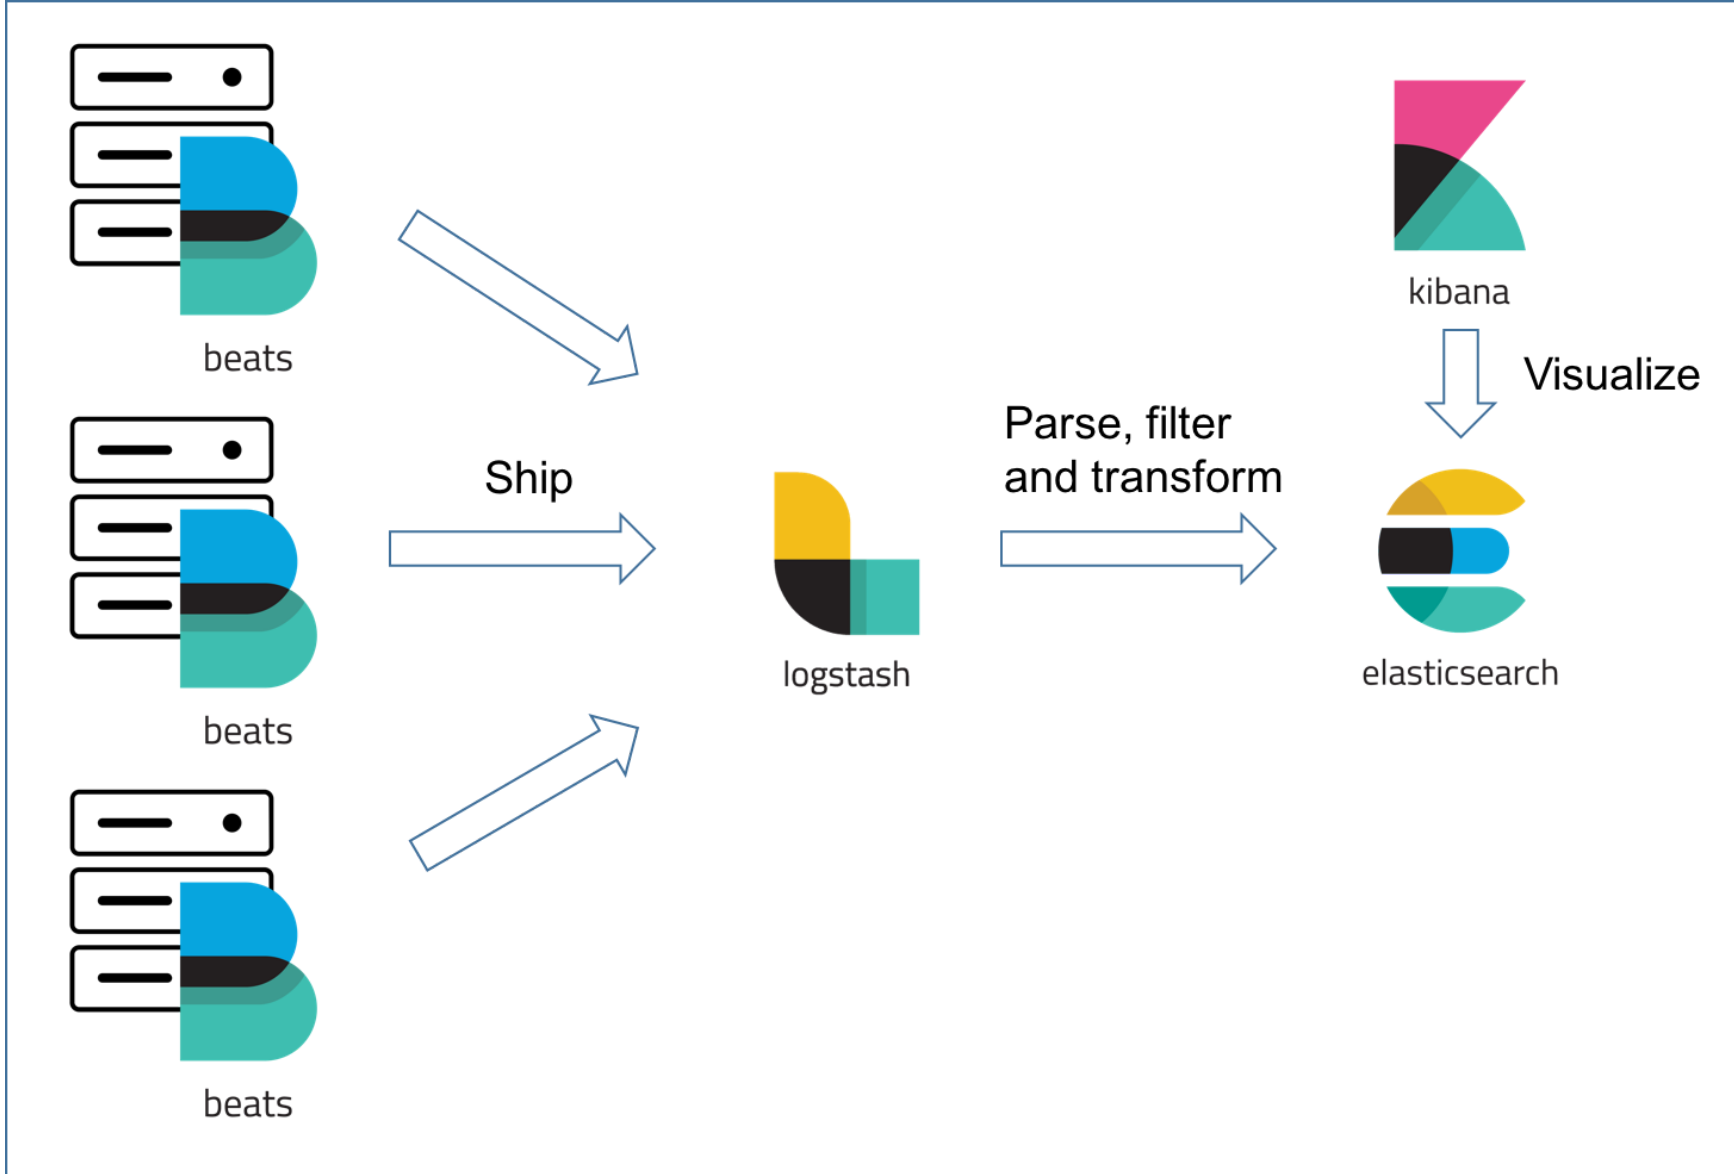 beats
beats
beats
Ship
logstash
Parse, filter
and transform
kibana
Visualize
elasticsearch